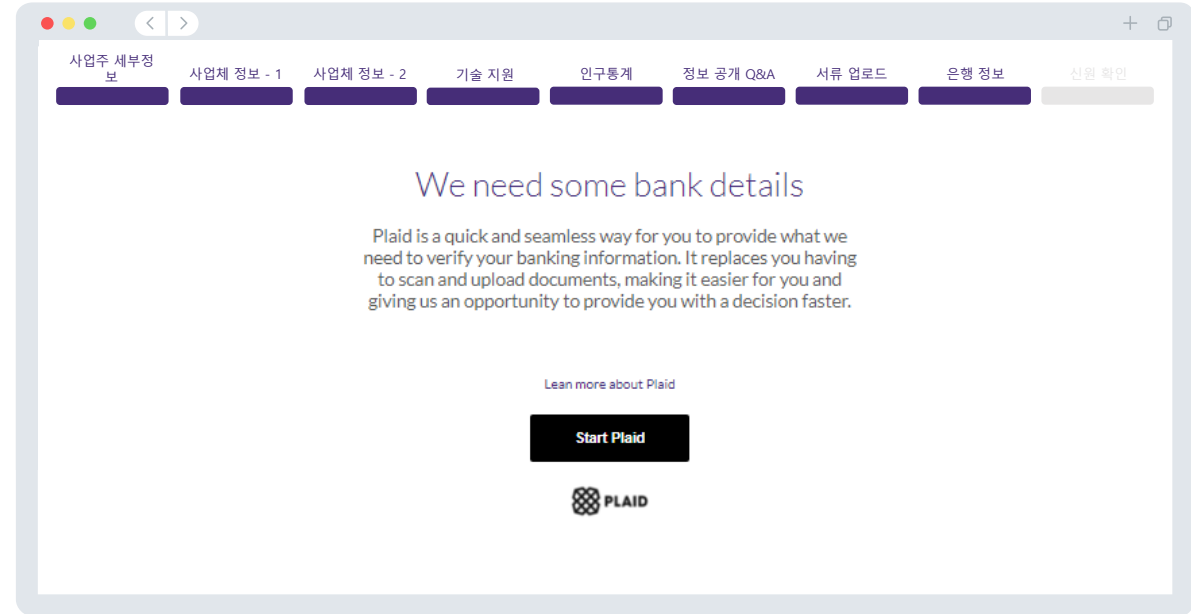 사업주 세부정
보
사업체 정보 - 1
사업체 정보 - 2
기술 지원
인구통계
정보 공개 Q&A
서류 업로드
은행 정보
신원 확인
We need some bank details
Plaid is a quick and seamless way for you to provide what we
need to verify your banking information. It replaces you having
to scan and upload documents, making it easier for you and
giving us an opportunity to provide you with a decision faster.
Lean more about Plaid
Start Plaid
PLAID